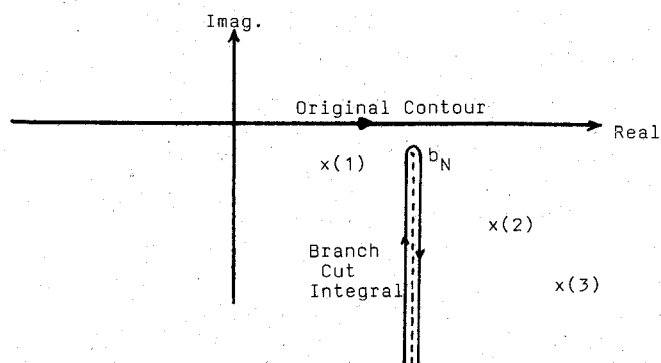 Imag.
Original Contour
Real
x(1)
b_N
x(2)
Branch
Cut
Integral
x(3)